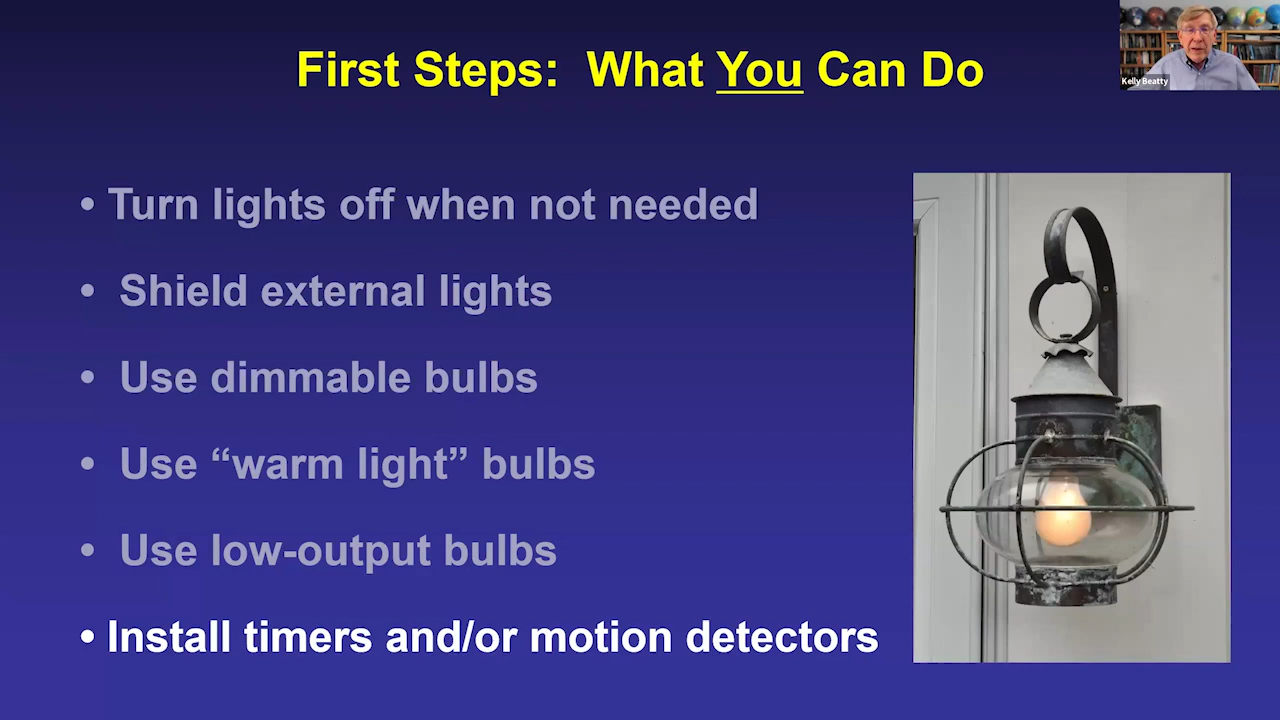 First Steps: What You Can Do
Kelly Beatty
• Turn lights off when not needed
• Shield external lights
• Use dimmable bulbs
• Use “warm light” bulbs
• Use low-output bulbs
• Install timers and/or motion detectors